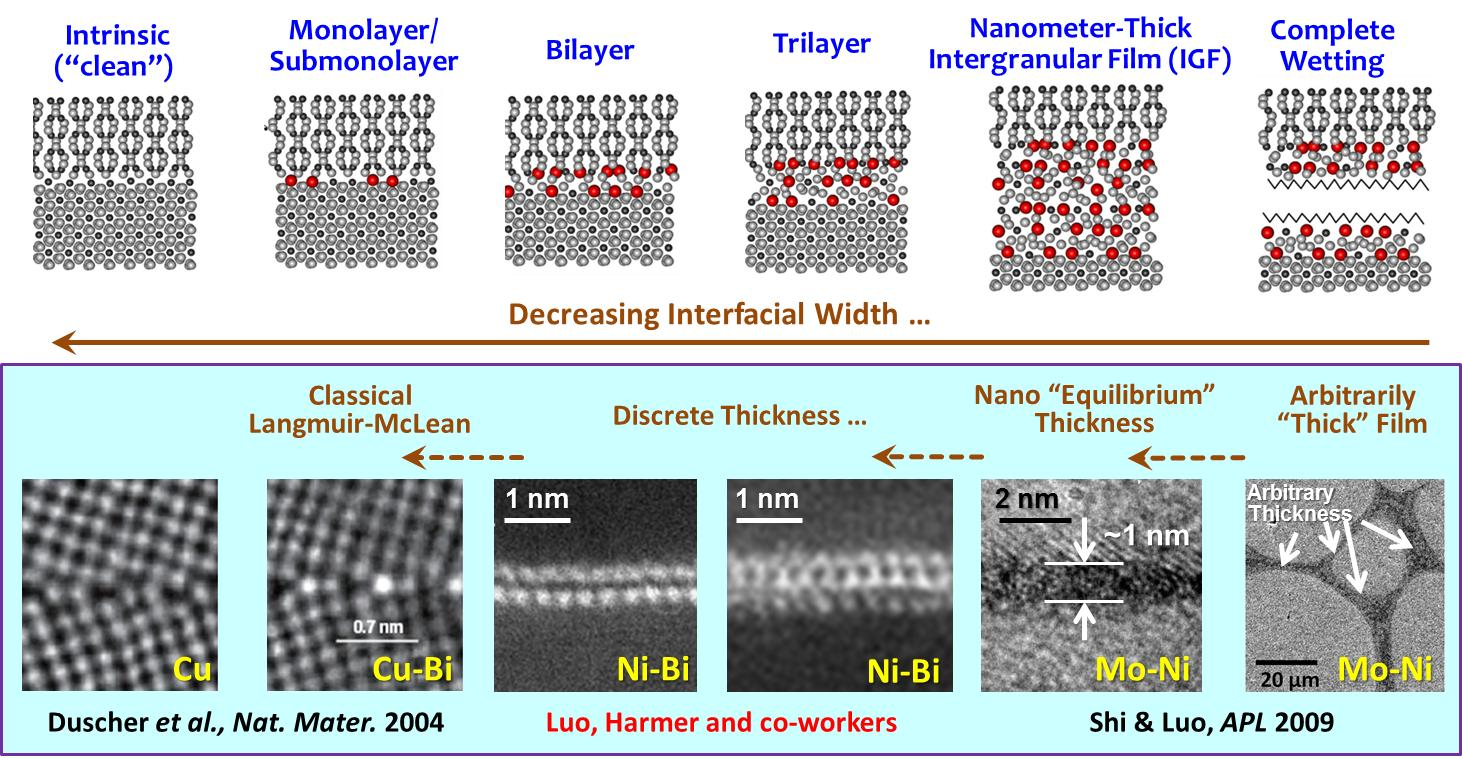 Intrinsic
(“clean”)
Monolayer/
Submonolayer
Bilayer
Trilayer
Nanometer-Thick
Intergranular Film (IGF)
Complete
Wetting
Decreasing Interfacial Width ...
Classical
Langmuir-McLean
Discrete Thickness ...
Nano “Equilibrium”
Thickness
Arbitrarily
“Thick” Film
Cu
0.7 nm
Cu-Bi
1 nm
Ni-Bi
1 nm
Ni-Bi
2 nm
~1 nm
Mo-Ni
Arbitrary
Thickness
20 µm
Mo-Ni
Duscher et al., Nat. Mater. 2004
Luo, Harmer and co-workers
Shi & Luo, APL 2009